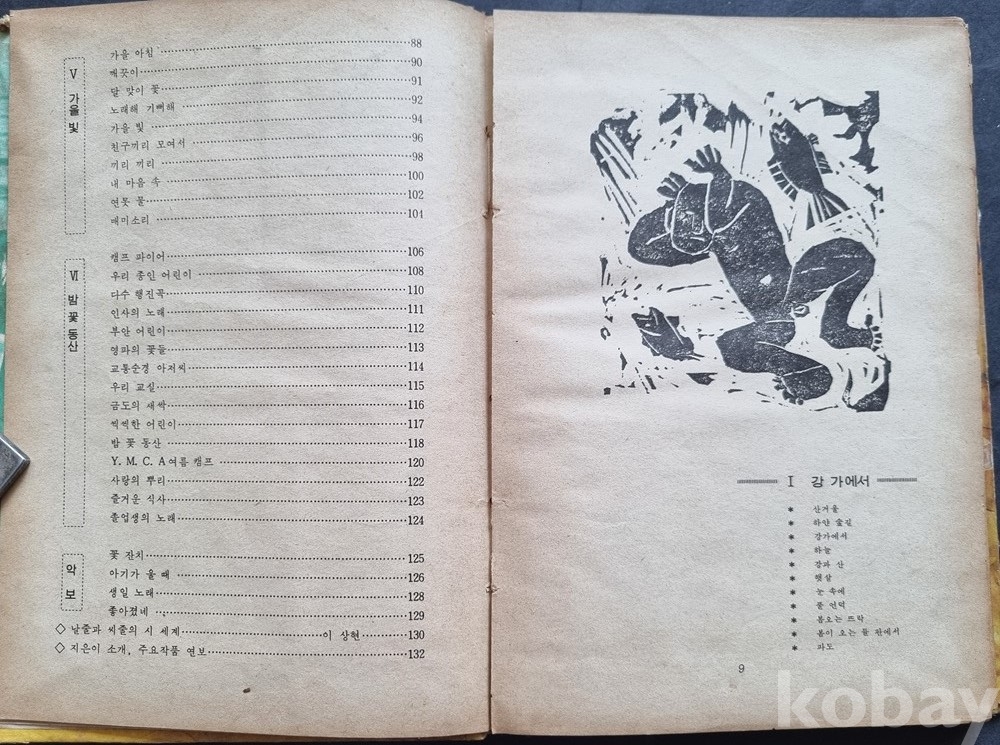 Ⅴ 가을 빛
가을 아침 88
깨끗이 90
달 맞이 꽃 91
노래해 기뻐해 92
가을 빛 94
친구끼리 모여서 96
끼리 끼리 98
내 마음 속 100
연못 물 102
매미소리 104
Ⅵ 밤 꽃 동산
캠프 파이어 106
우리 종인 어린이 108
다수 행진곡 110
인사의 노래 111
부안 어린이 112
영파의 꽃들 113
교통순경 아저씨 114
우리 교실 115
금도의 새싹 116
씩씩한 어린이 117
밤 꽃 동산 118
Y. M. C. A 여름 캠프 120
사랑의 뿌리 122
즐거운 식사 123
졸업생의 노래 124
악 보
꽃 잔치 125
아기가 울 때 126
생일 노래 128
좋아졌네 129
◇ 날줄과 씨줄의 시 세계 이 상현 130
◇ 지은이 소개, 주요작품 연보 132
Ⅰ 강 가에서
* 산거울
* 하얀 숲길
* 강가에서
* 하늘
* 강과 산
* 햇살
* 눈 속에
* 풀 언덕
* 봄오는 뜨락
* 봄이 오는 들 판에서
* 파도
9
kobay